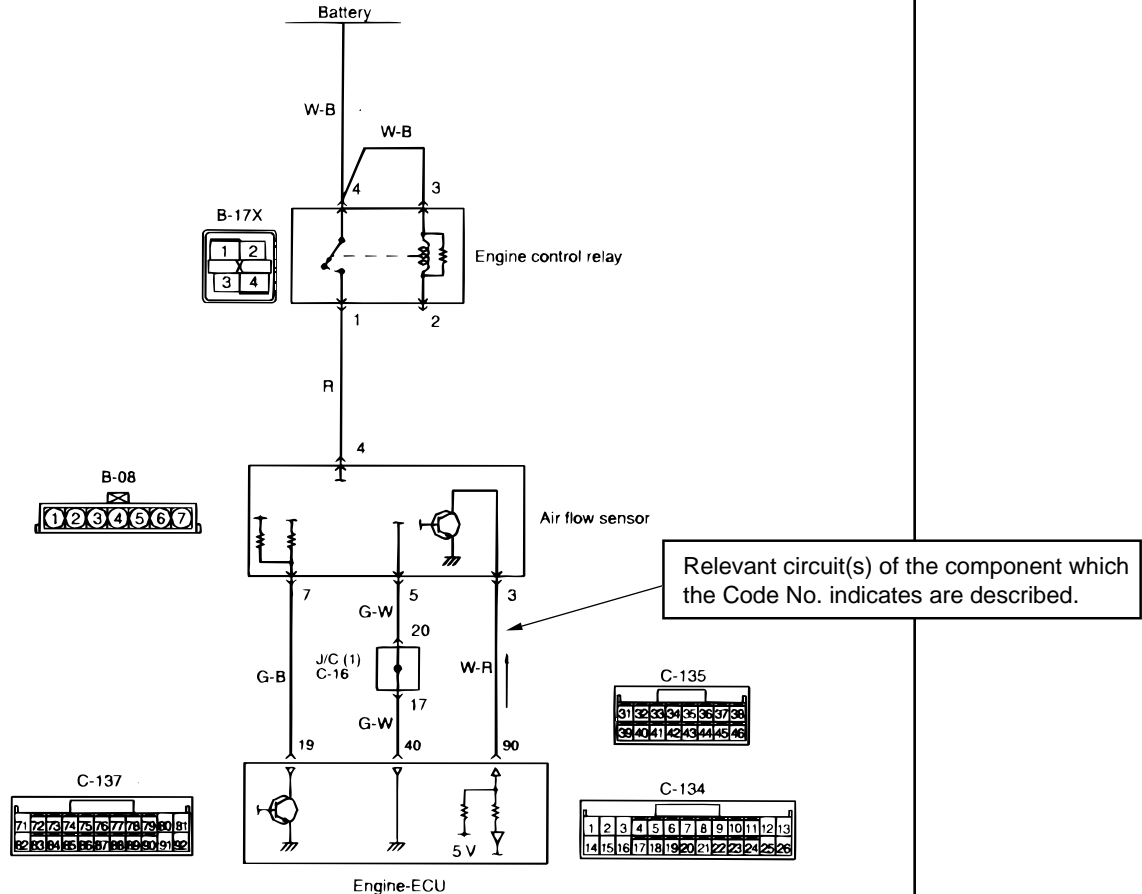 Battery
W-B
W-B
4
3
B-17X
1 2
3 4
Engine control relay
1
2
R
4
B-08
1 2 3 4 5 6 7
Air flow sensor
Relevant circuit(s) of the component which
the Code No. indicates are described.
7
5
3
G-W
20
J/C (1)
C-16
G-B
W-R
17
G-W
C-135
31 32 33 34 35 36 37 38
39 40 41 42 43 44 45 46
19
40
90
C-137
71 72 73 74 75 76 77 78 79 80 81
82 83 84 85 86 87 88 89 90 91 92
5 V
C-134
1 2 3 4 5 6 7 8 9 10 11 12 13
14 15 16 17 18 19 20 21 22 23 24 25 26
Engine-ECU